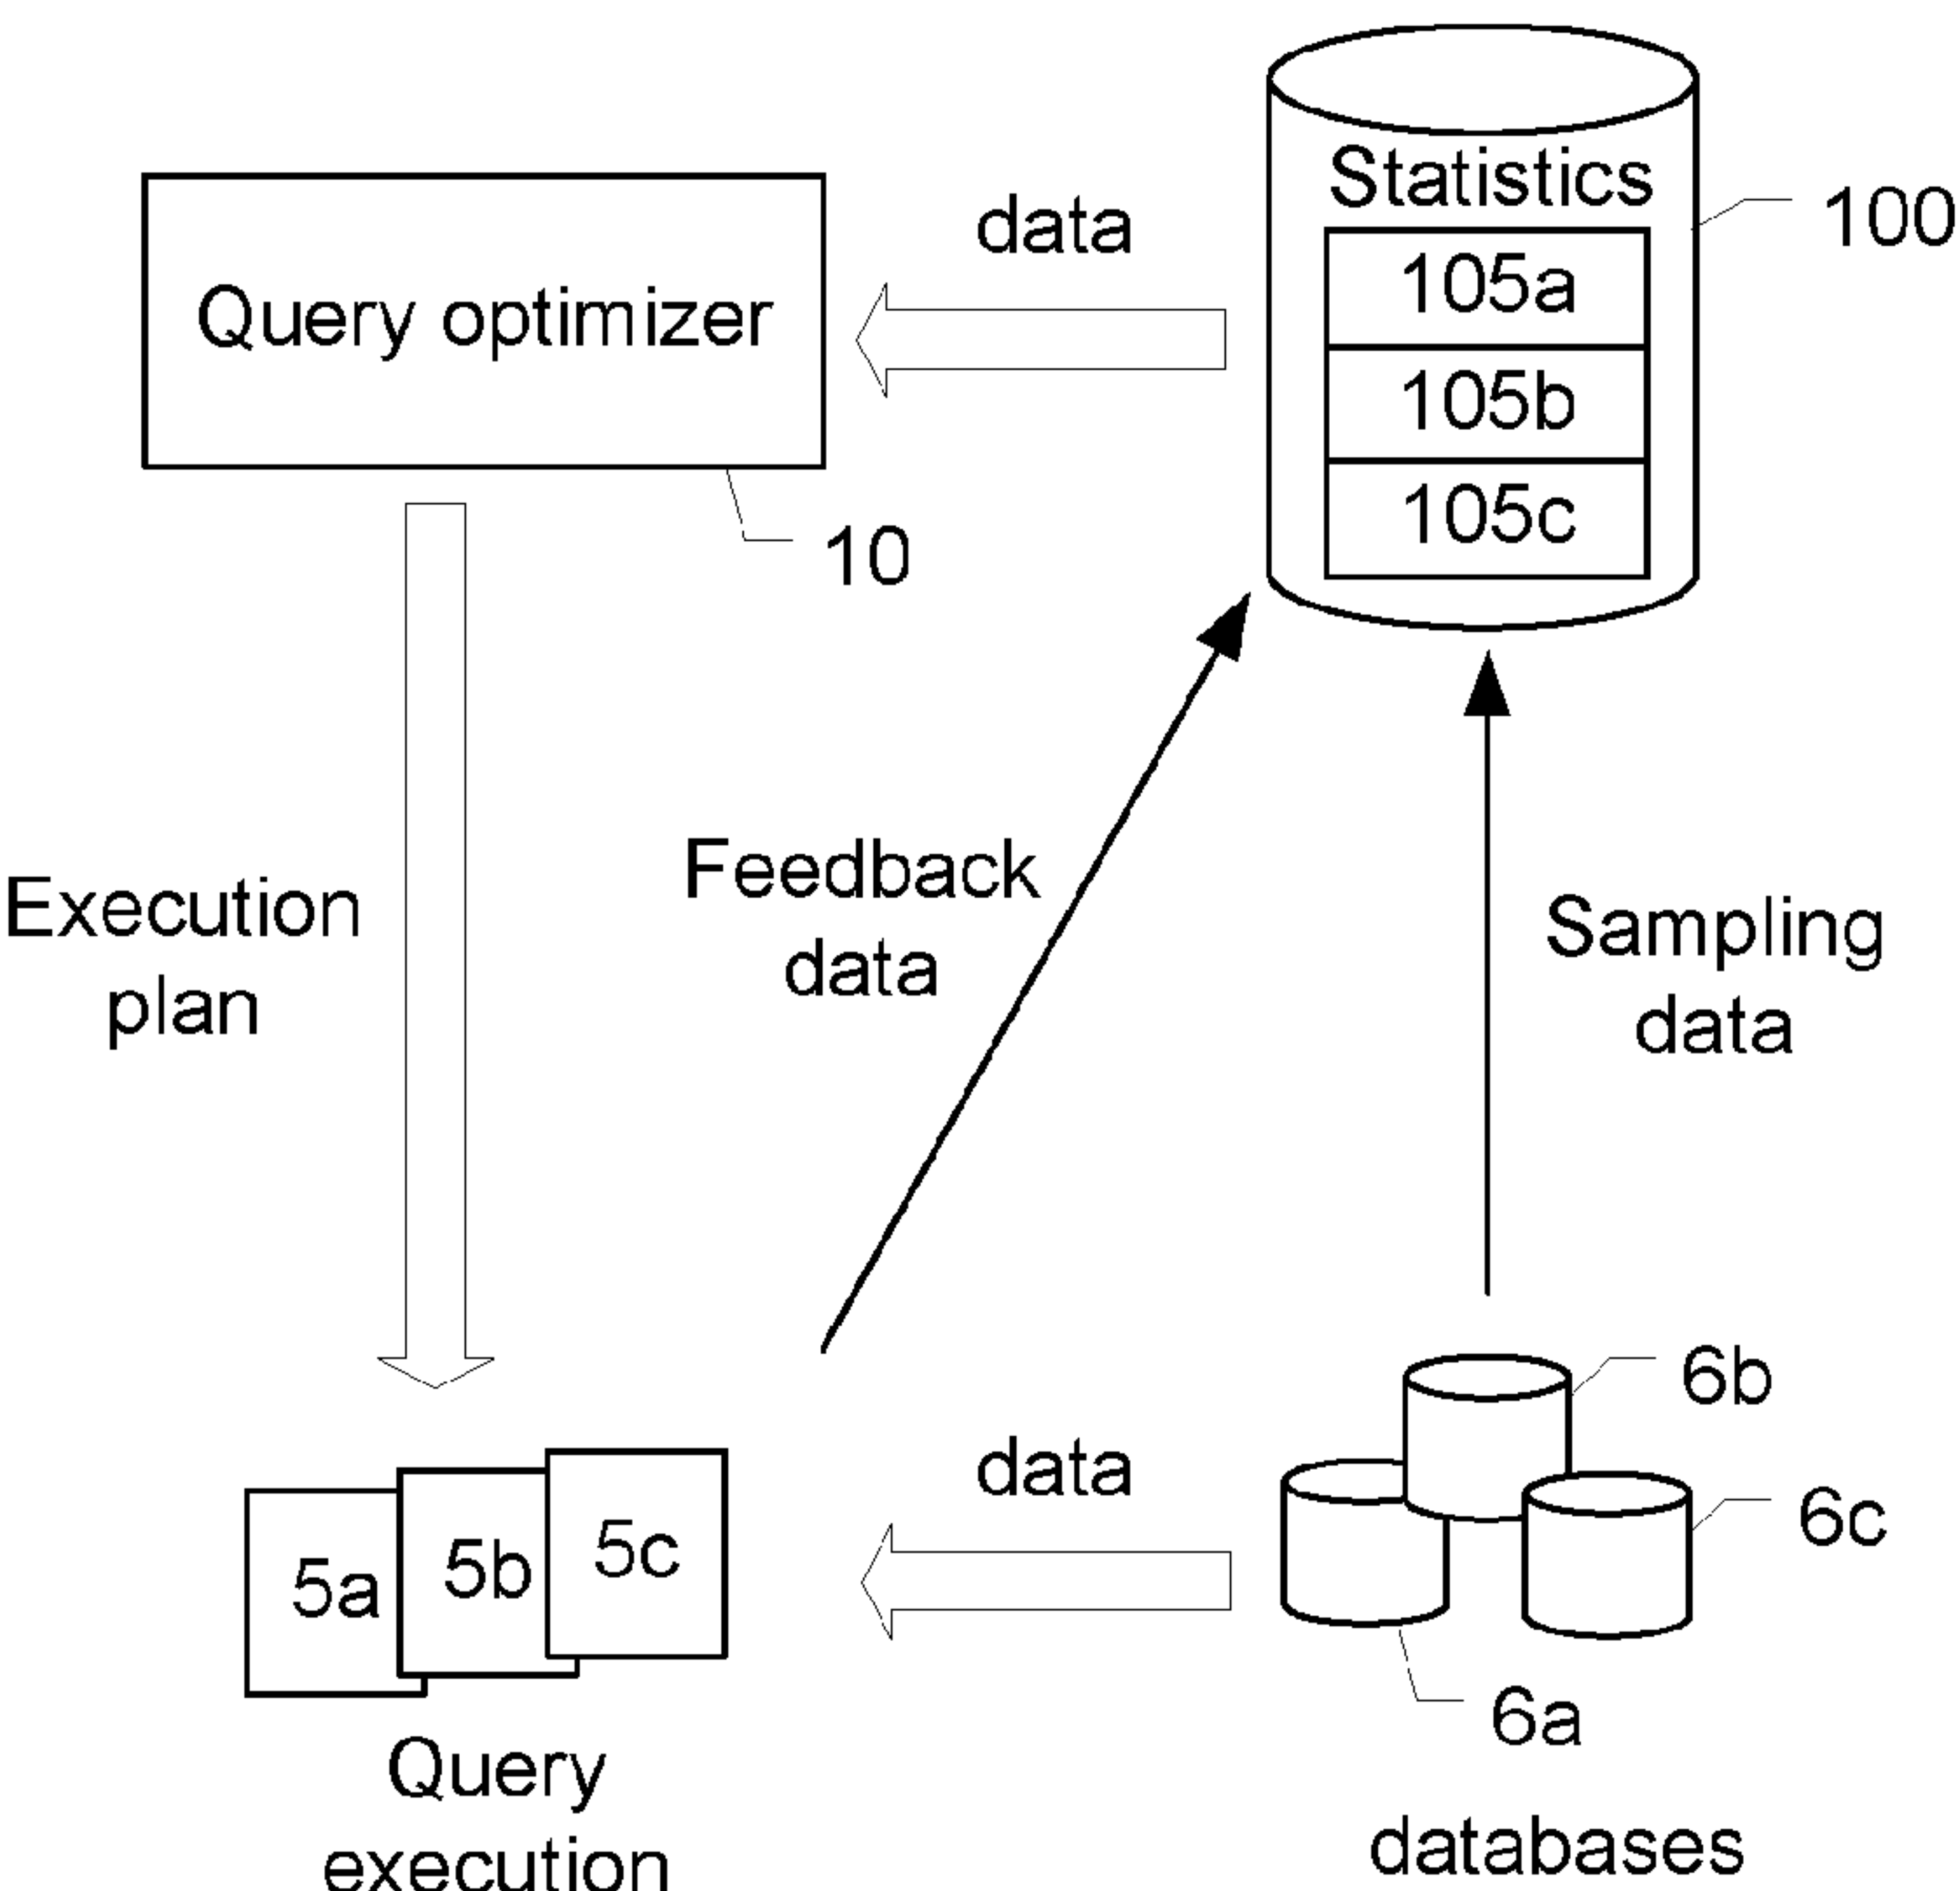 Statistics
100
data
105a
Query optimizer
105b
105c
10
Feedback
data
Execution
plan
Sampling
data
6b
data
6c
5a
5b
5c
6a
Query
execution
databases